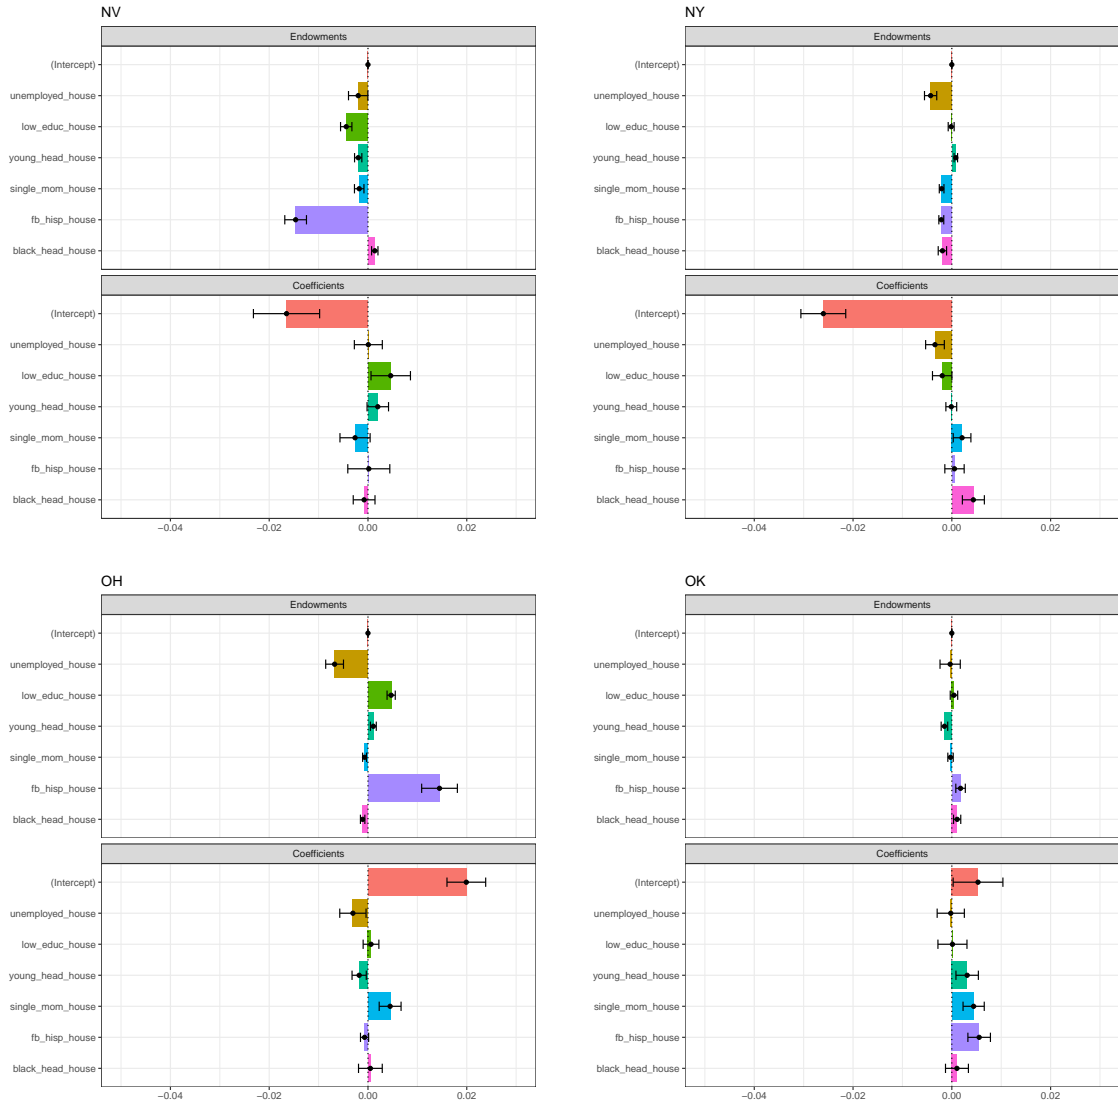 NV
Endowments
(Intercept)
unemployed_house
low_educ_house
young_head_house
single_mom_house
fb_hisp_house
black_head_house
Coefficients
(Intercept)
unemployed_house
low_educ_house
young_head_house
single_mom_house
fb_hisp_house
black_head_house
−0.04 −0.02 0.00 0.02
NY
Endowments
(Intercept)
unemployed_house
low_educ_house
young_head_house
single_mom_house
fb_hisp_house
black_head_house
Coefficients
(Intercept)
unemployed_house
low_educ_house
young_head_house
single_mom_house
fb_hisp_house
black_head_house
−0.04 −0.02 0.00 0.02
OH
Endowments
(Intercept)
unemployed_house
low_educ_house
young_head_house
single_mom_house
fb_hisp_house
black_head_house
Coefficients
(Intercept)
unemployed_house
low_educ_house
young_head_house
single_mom_house
fb_hisp_house
black_head_house
−0.04 −0.02 0.00 0.02
OK
Endowments
(Intercept)
unemployed_house
low_educ_house
young_head_house
single_mom_house
fb_hisp_house
black_head_house
Coefficients
(Intercept)
unemployed_house
low_educ_house
young_head_house
single_mom_house
fb_hisp_house
black_head_house
−0.04 −0.02 0.00 0.02